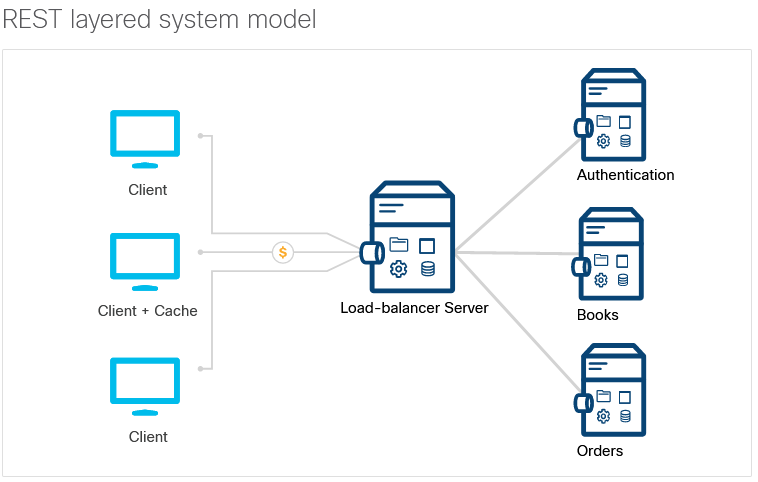 REST layered system model
Client
Client + Cache
Client
$
Load-balancer Server
Authentication
Books
Orders